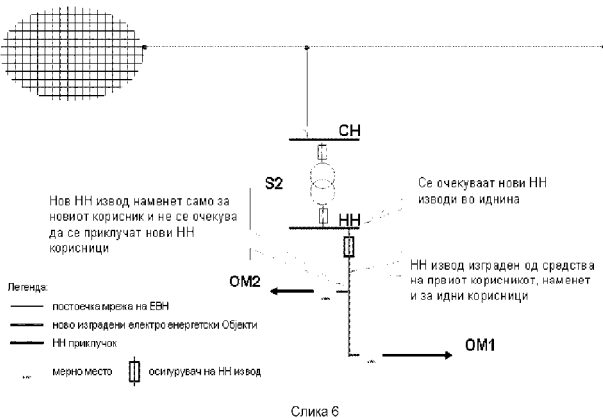 СН
S2
НН
Се очекуваат нови НН
изводи во иднина
Нов НН извод наменет само за
новиот корисник и не се очекува
да се приклучат нови НН
корисници
НН извод изграден од средства
на првиот корисникот, наменет
и за идни корисници
OM2
OM1
Легенда:
постоечка мрежа на ЕВН
ново изградени електро енергетски Објекти
НН приклучок
мерно место
осигурувач на НН извод
Слика 6